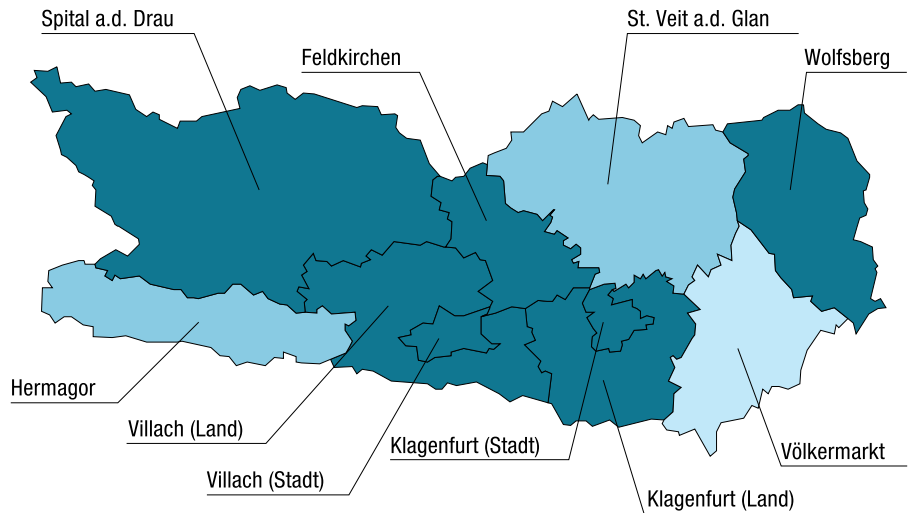 Spital a.d. Drau
St. Veit a.d. Glan
Feldkirchen
Wolfsberg
Hermagor
Villach (Land)
Klagenfurt (Stadt)
Völkermarkt
Villach (Stadt)
Klagenfurt (Land)